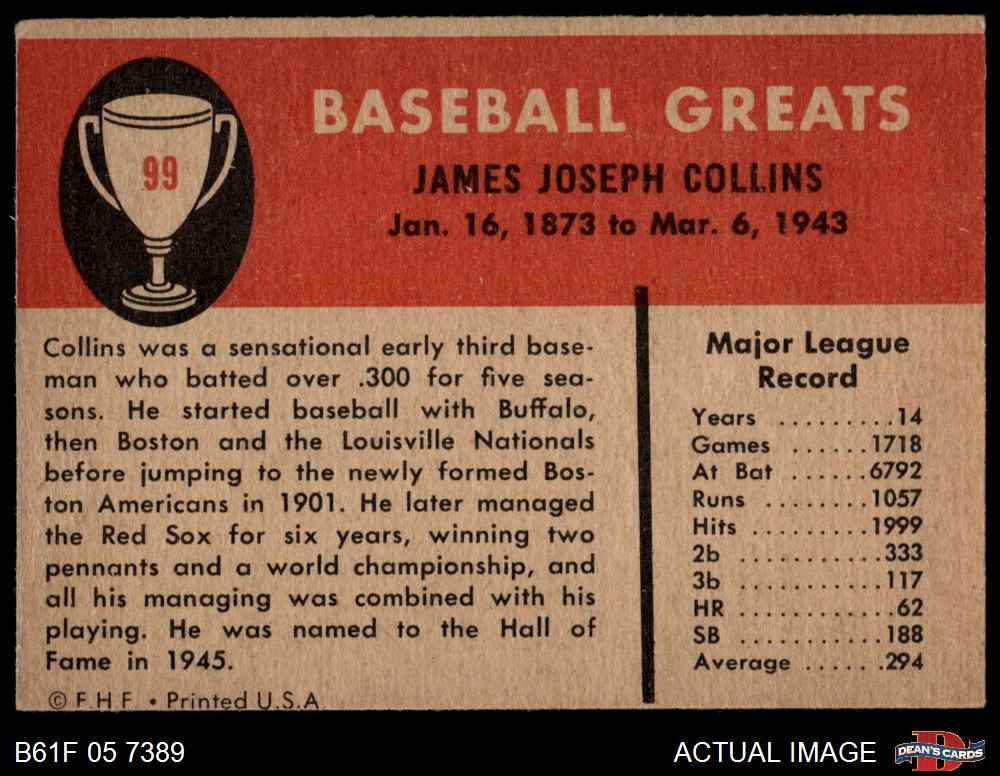 99
BASEBALL GREATS
JAMES JOSEPH COLLINS
Jan. 16, 1873 to Mar. 6, 1943
Collins was a sensational early third base-
man who batted over .300 for five sea-
sons. He started baseball with Buffalo,
then Boston and the Louisville Nationals
before jumping to the newly formed Bos-
ton Americans in 1901. He later managed
the Red Sox for six years, winning two
pennants and a world championship, and
all his managing was combined with his
playing. He was named to the Hall of
Fame in 1945.
© F.H.F. • Printed U.S.A
Major League
Record
Years .........14
Games ......1718
At Bat ......6792
Runs ........1057
Hits .........1999
2b ...........333
3b ...........117
HR ............62
SB ...........188
Average ......294
B61F 05 7389
ACTUAL IMAGE
DEAN'S CARDS